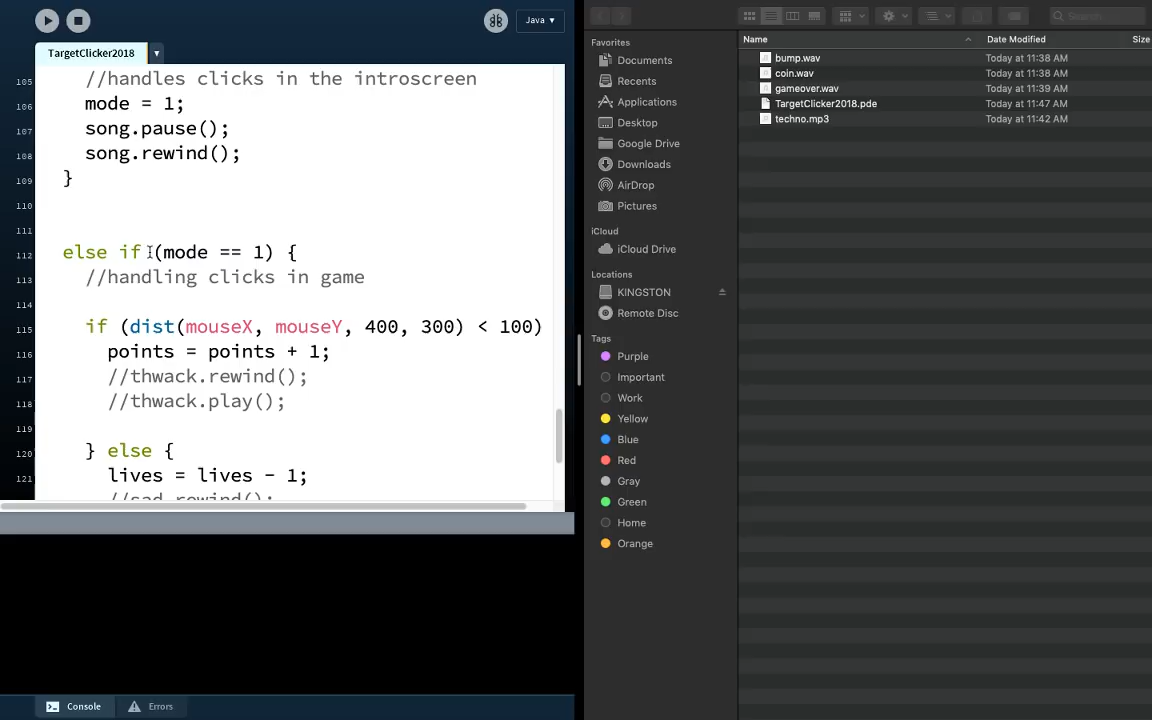 Java ▾
TargetClicker2018
105 //handles clicks in the introscreen
106 mode = 1;
107 song.pause();
108 song.rewind();
109 }
110
111
112 else if (mode == 1) {
113 //handling clicks in game
114
115 if (dist(mouseX, mouseY, 400, 300) < 100)
116 points = points + 1;
117 //thwack.rewind();
118 //thwack.play();
119
120 } else {
121 lives = lives - 1;
//sad.rewind();
Console
Errors
Search
Favorites
Documents
Recents
Applications
Desktop
Google Drive
Downloads
AirDrop
Pictures
iCloud
iCloud Drive
Locations
KINGSTON
Remote Disc
Tags
Purple
Important
Work
Yellow
Blue
Red
Gray
Green
Home
Orange
Name Date Modified Size
bump.wav Today at 11:38 AM
coin.wav Today at 11:38 AM
gameover.wav Today at 11:39 AM
TargetClicker2018.pde Today at 11:47 AM
techno.mp3 Today at 11:42 AM